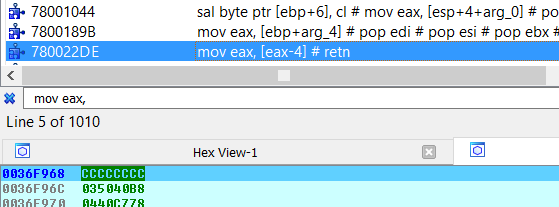 78001044 sal byte ptr [ebp+6], cl # mov eax, [esp+4+arg_0] # po
7800189B mov eax, [ebp+arg_4] # pop edi # pop esi # pop ebx #
780022DE mov eax, [eax-4] # retn
mov eax,
Line 5 of 1010
Hex View-1
0036F968 CCCCCCCC
0036F96C 035040B8
0036F970 0440C778